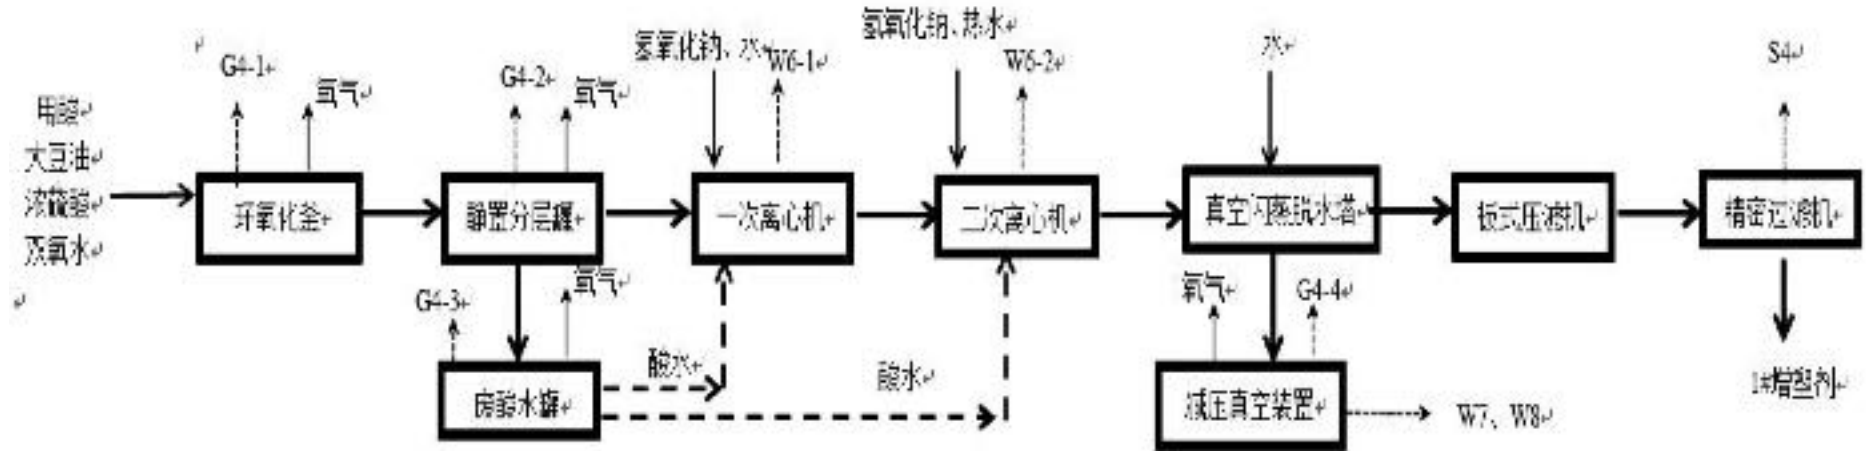 G4-1
氧气
甲酸
大豆油
浓硫酸
双氧水
环氧化釜
G4-2
氧气
静置分层罐
G4-3
氧气
废酸水罐
酸水
酸水
氢氧化钠、水
W6-1
一次离心机
氢氧化钠、热水
W6-2
二次离心机
水
真空闪蒸脱水塔
氧气
G4-4
减压真空装置
W7、W8
板式压滤机
S4
精密过滤机
1#增塑剂